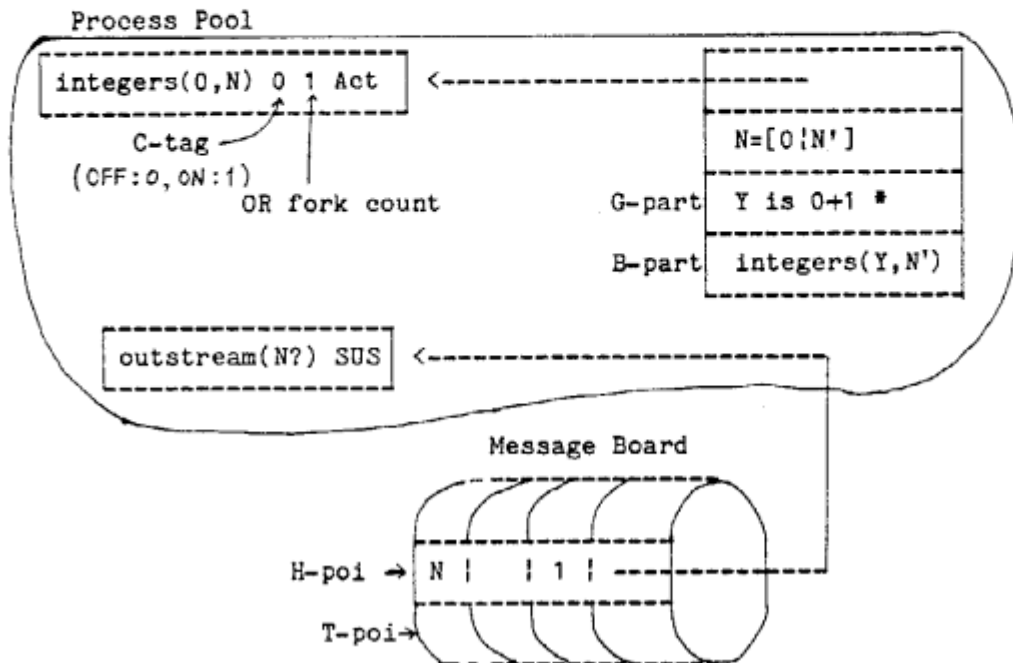 Process Pool
integers(0,N) 0 1 Act
C-tag
(OFF:0, ON:1)
OR fork count
N=[0¦N']
G-part Y is 0+1 *
B-part integers(Y,N')
outstream(N?) SUS
Message Board
H-poi → N ¦ ¦ 1 ¦
T-poi→